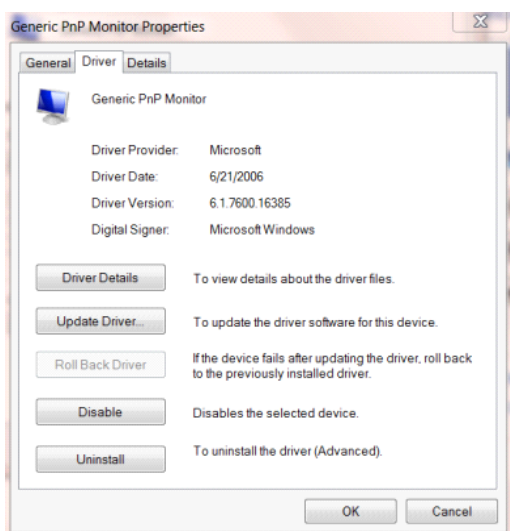 Generic PnP Monitor Properties
General Driver Details
Generic PnP Monitor
Driver Provider: Microsoft
Driver Date: 6/21/2006
Driver Version: 6.1.7600.16385
Digital Signer: Microsoft Windows
Driver Details To view details about the driver files.
Update Driver... To update the driver software for this device.
Roll Back Driver If the device fails after updating the driver, roll back
to the previously installed driver.
Disable Disables the selected device.
Uninstall To uninstall the driver (Advanced).
OK Cancel